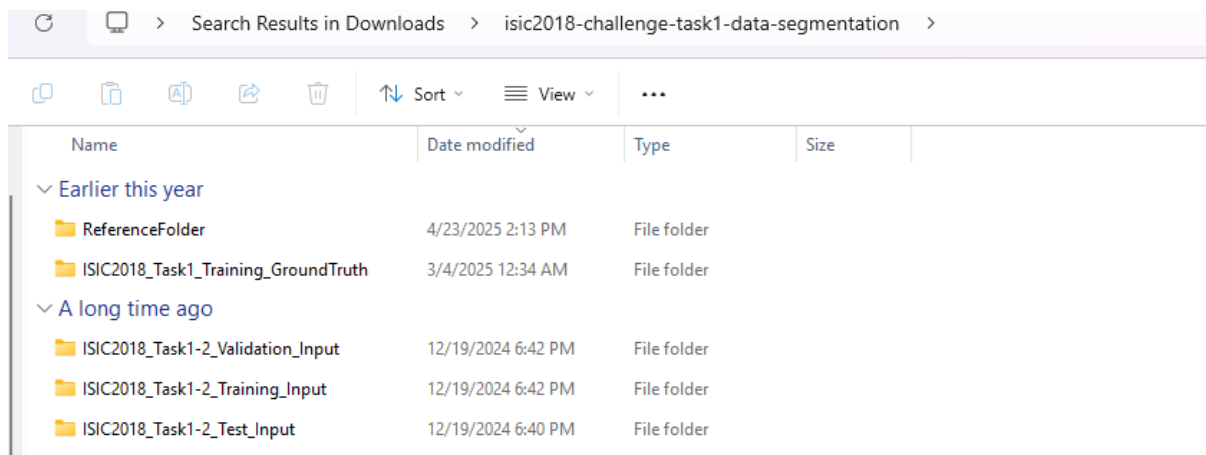 Search Results in Downloads > isic2018-challenge-task1-data-segmentation >
Sort View ...
Name Date modified Type Size
Earlier this year
ReferenceFolder 4/23/2025 2:13 PM File folder
ISIC2018_Task1_Training_GroundTruth 3/4/2025 12:34 AM File folder
A long time ago
ISIC2018_Task1-2_Validation_Input 12/19/2024 6:42 PM File folder
ISIC2018_Task1-2_Training_Input 12/19/2024 6:42 PM File folder
ISIC2018_Task1-2_Test_Input 12/19/2024 6:40 PM File folder